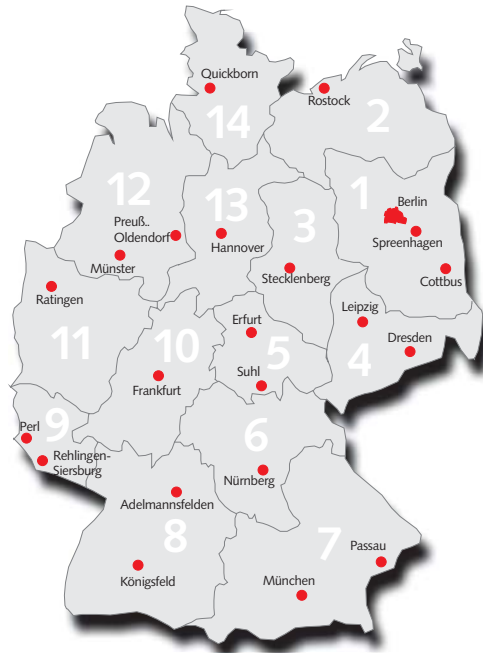 Quickborn
Rostock
14
2
12
1
13
Berlin
3
Preuß..
Oldendorf
Hannover
Spreenhagen
Münster
Stecklenberg
Cottbus
Ratingen
Leipzig
Erfurt
Dresden
11
10
5
4
Suhl
Frankfurt
9
Perl
6
Rehlingen-
Siersburg
Nürnberg
Adelmannsfelden
8
7
Passau
Königsfeld
München